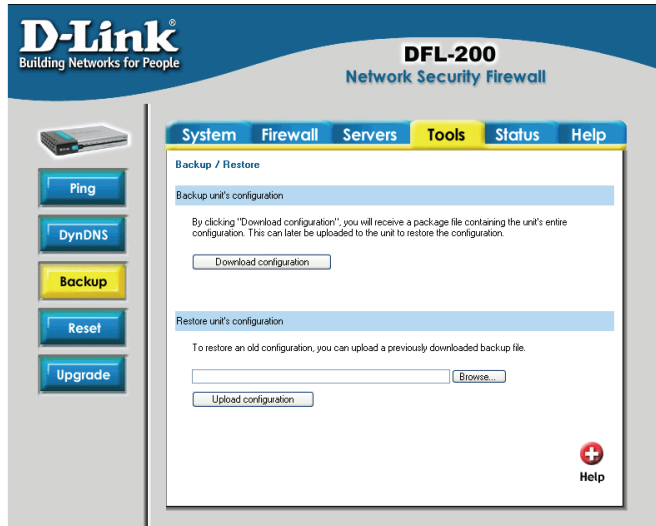 D-Link®
Building Networks for People
DFL-200
Network Security Firewall
System Firewall Servers Tools Status Help
Ping
DynDNS
Backup
Reset
Upgrade
Backup / Restore
Backup unit's configuration
By clicking "Download configuration", you will receive a package file containing the unit's entire
configuration. This can later be uploaded to the unit to restore the configuration.
Download configuration
Restore unit's configuration
To restore an old configuration, you can upload a previously downloaded backup file.
Browse...
Upload configuration
Help